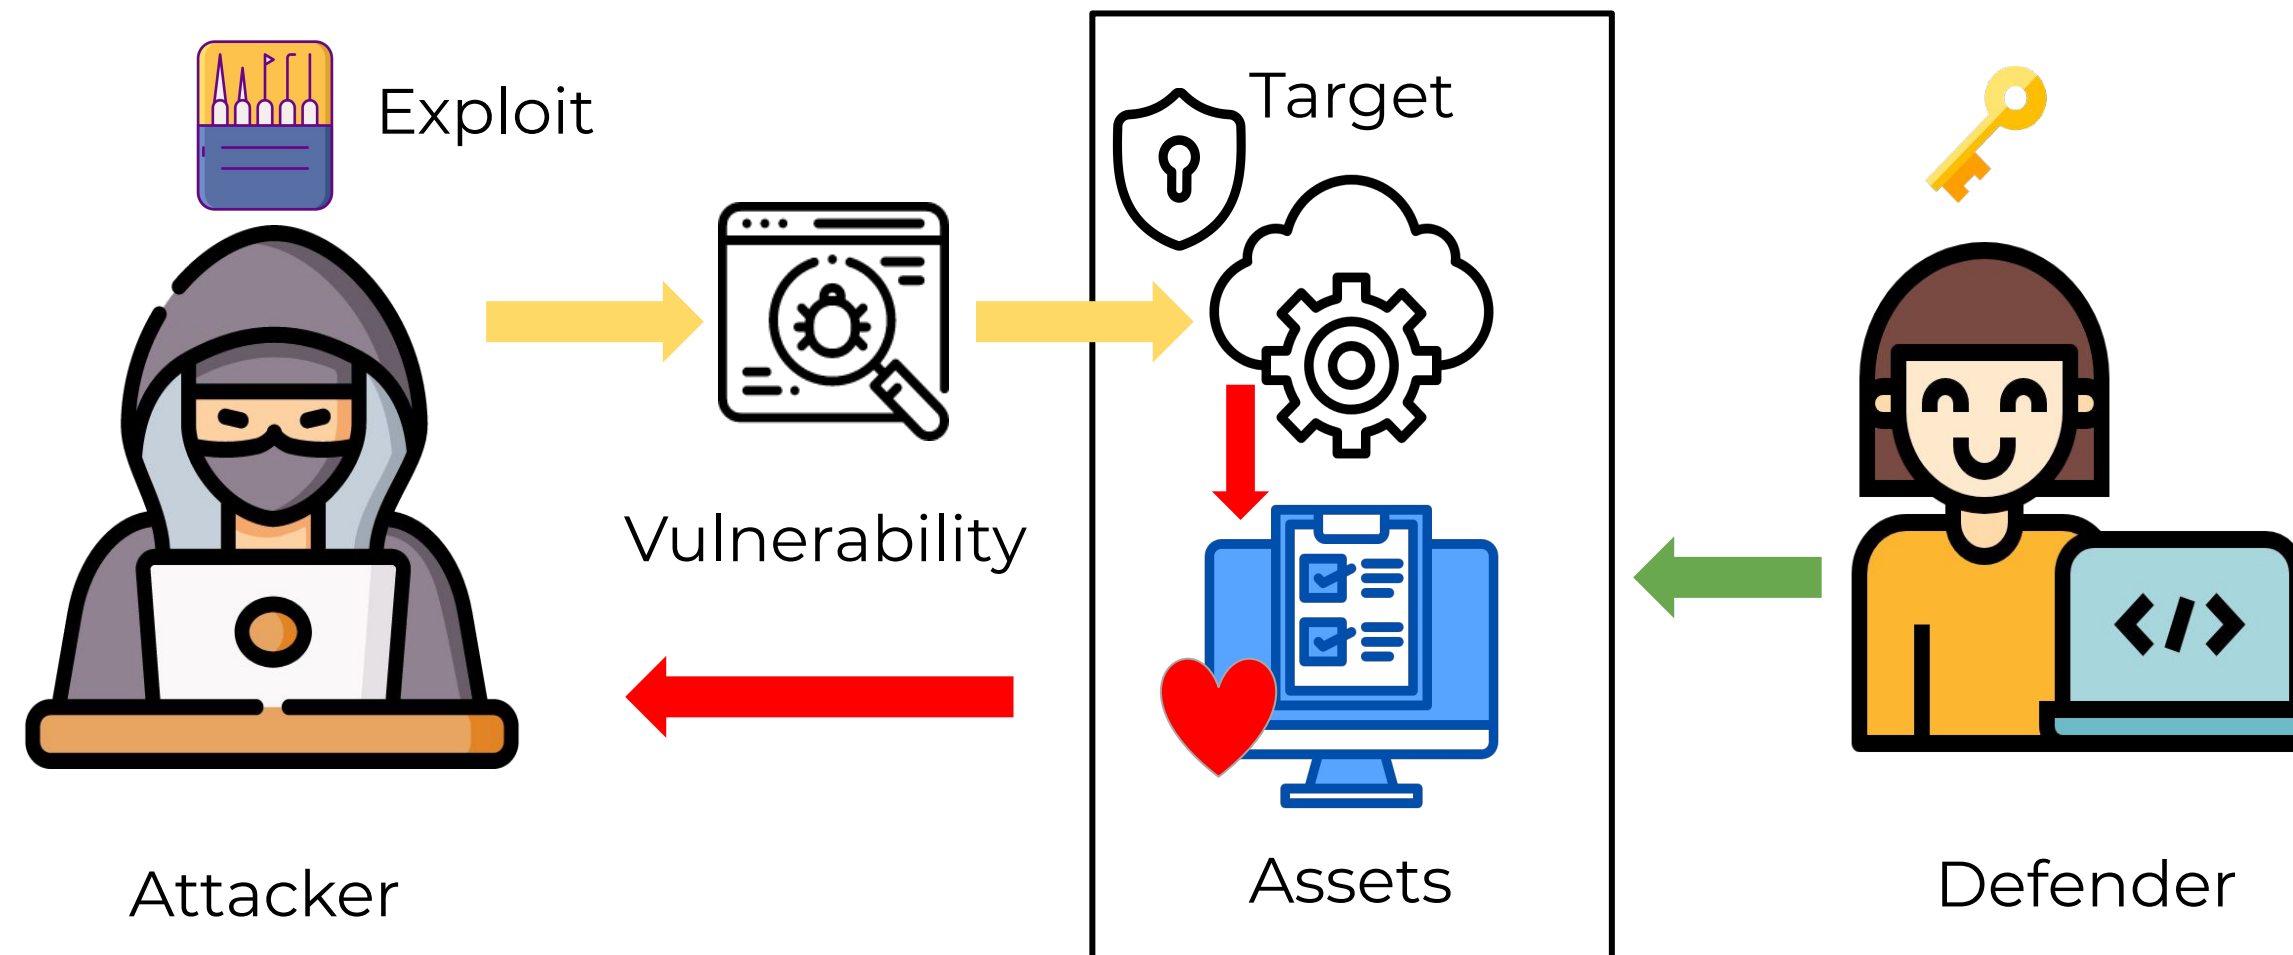 Exploit
Target
Vulnerability
</>
Attacker
Assets
Defender